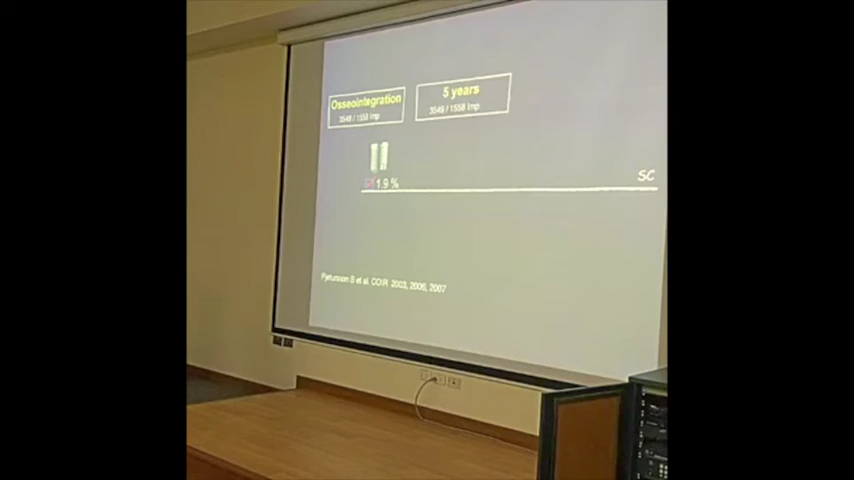 Osseointegration
3549 / 1558 Imp
5 years
3549 / 1558 Imp
1.9 %
SC
Pjetursson B et al. COIR 2003, 2006, 2007